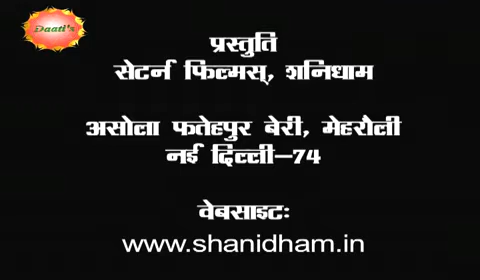 Daati's
प्रस्तुति
सेटर्न फिल्मस्, शनिधाम
असोला फतेहपुर बेरी, मेहरौली
नई दिल्ली-74
वेबसाइटः
www.shanidham.in